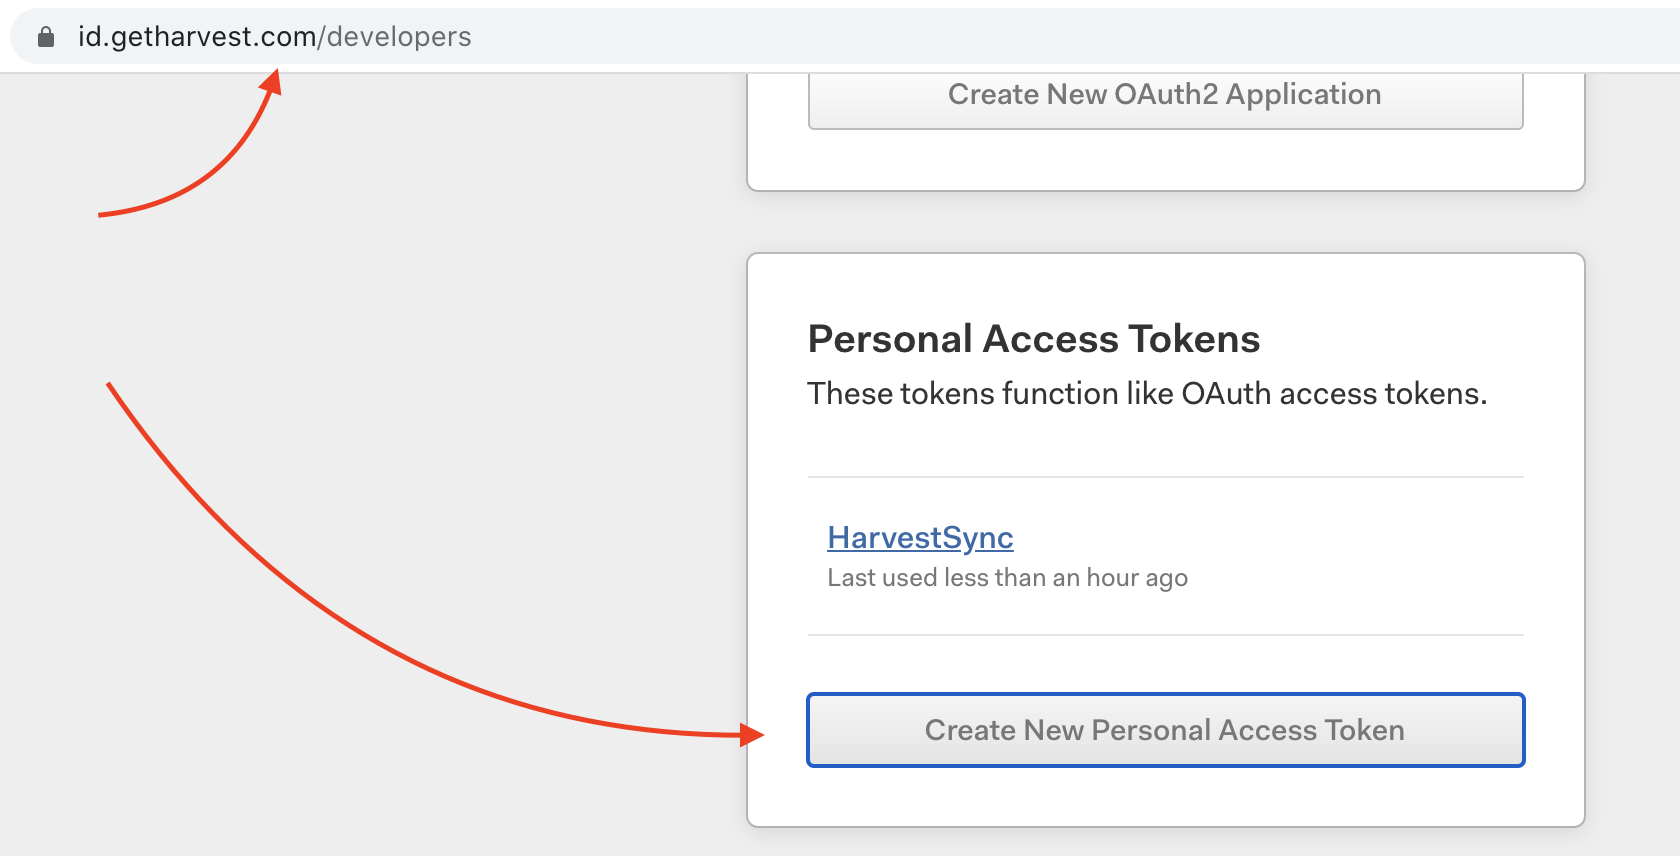 id.getharvest.com/developers
Create New OAuth2 Application
Personal Access Tokens
These tokens function like OAuth access tokens.
HarvestSync
Last used less than an hour ago
Create New Personal Access Token